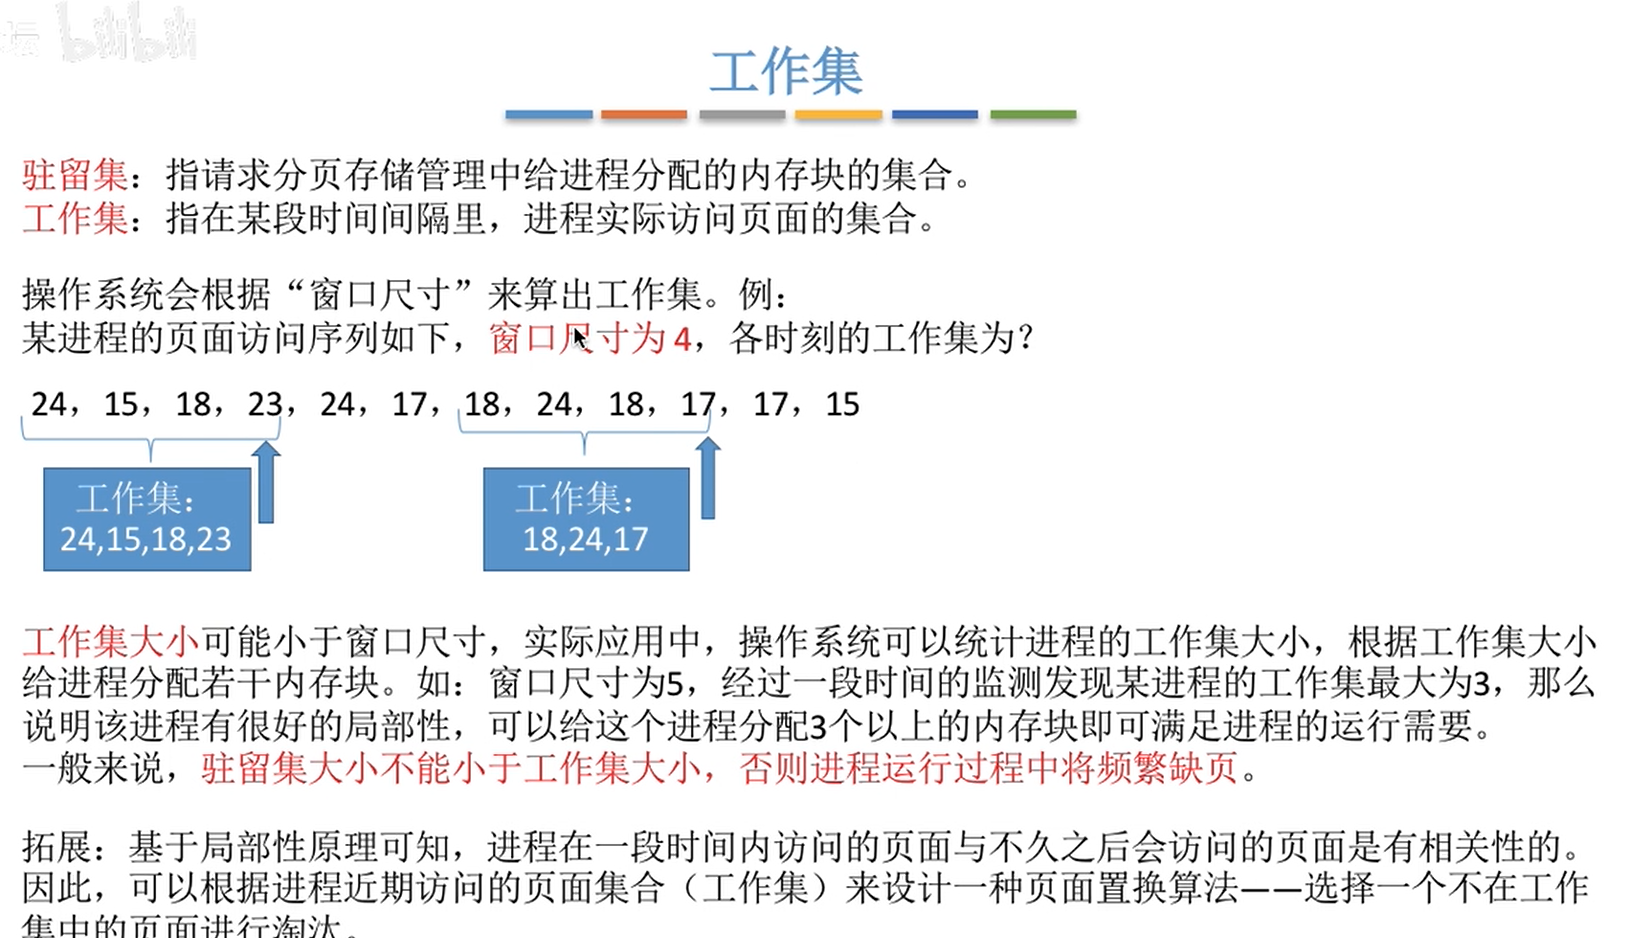 坛 bilibili
工作集
驻留集：指请求分页存储管理中给进程分配的内存块的集合。
工作集：指在某段时间间隔里，进程实际访问页面的集合。
操作系统会根据“窗口尺寸”来算出工作集。例：
某进程的页面访问序列如下，窗口尺寸为 4，各时刻的工作集为？
24，15，18，23，24，17，18，24，18，17，17，15
工作集：
24,15,18,23
工作集：
18,24,17
工作集大小可能小于窗口尺寸，实际应用中，操作系统可以统计进程的工作集大小，根据工作集大小
给进程分配若干内存块。如：窗口尺寸为5，经过一段时间的监测发现某进程的工作集最大为3，那么
说明该进程有很好的局部性，可以给这个进程分配3个以上的内存块即可满足进程的运行需要。
一般来说，驻留集大小不能小于工作集大小，否则进程运行过程中将频繁缺页。
拓展：基于局部性原理可知，进程在一段时间内访问的页面与不久之后会访问的页面是有相关性的。
因此，可以根据进程近期访问的页面集合（工作集）来设计一种页面置换算法——选择一个不在工作
集中的页面进行淘汰。